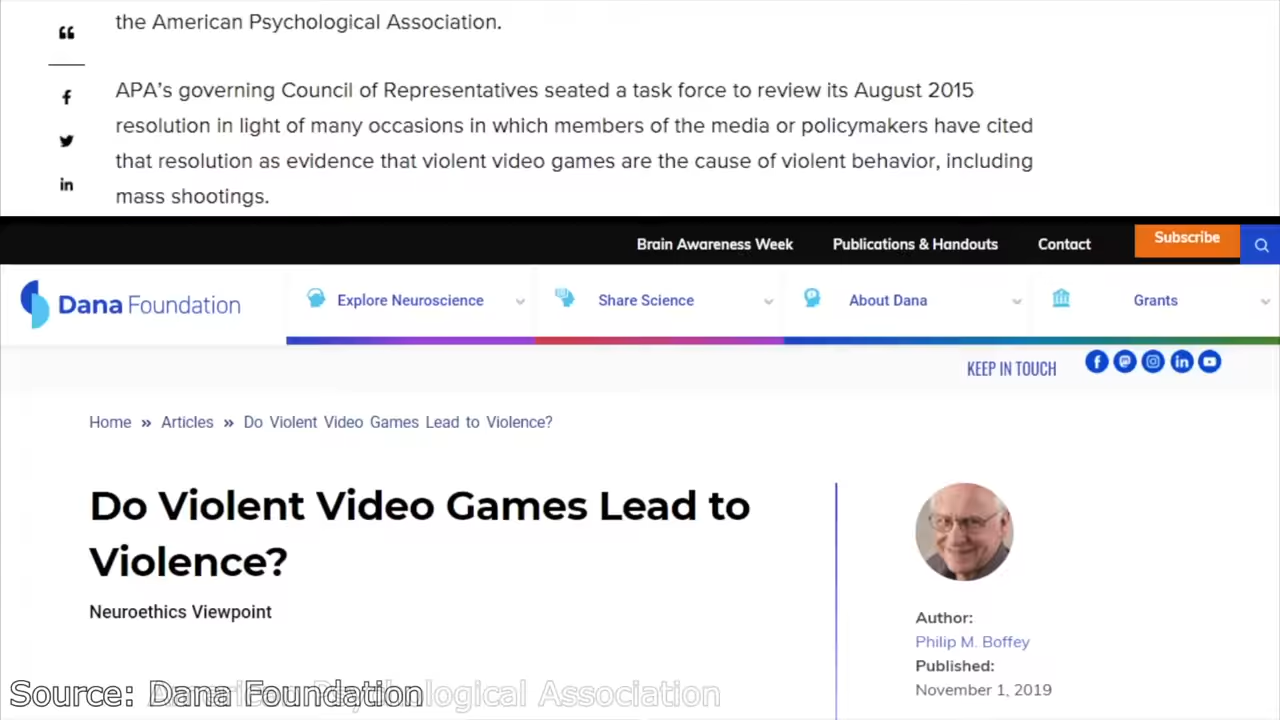 the American Psychological Association.
APA's governing Council of Representatives seated a task force to review its August 2015
resolution in light of many occasions in which members of the media or policymakers have cited
that resolution as evidence that violent video games are the cause of violent behavior, including
mass shootings.
Brain Awareness Week Publications & Handouts Contact Subscribe
Dana Foundation Explore Neuroscience Share Science About Dana Grants
KEEP IN TOUCH
Home » Articles » Do Violent Video Games Lead to Violence?
Do Violent Video Games Lead to
Violence?
Neuroethics Viewpoint
Author:
Philip M. Boffey
Published:
November 1, 2019
Source: Dana Foundation
American Psychological Association